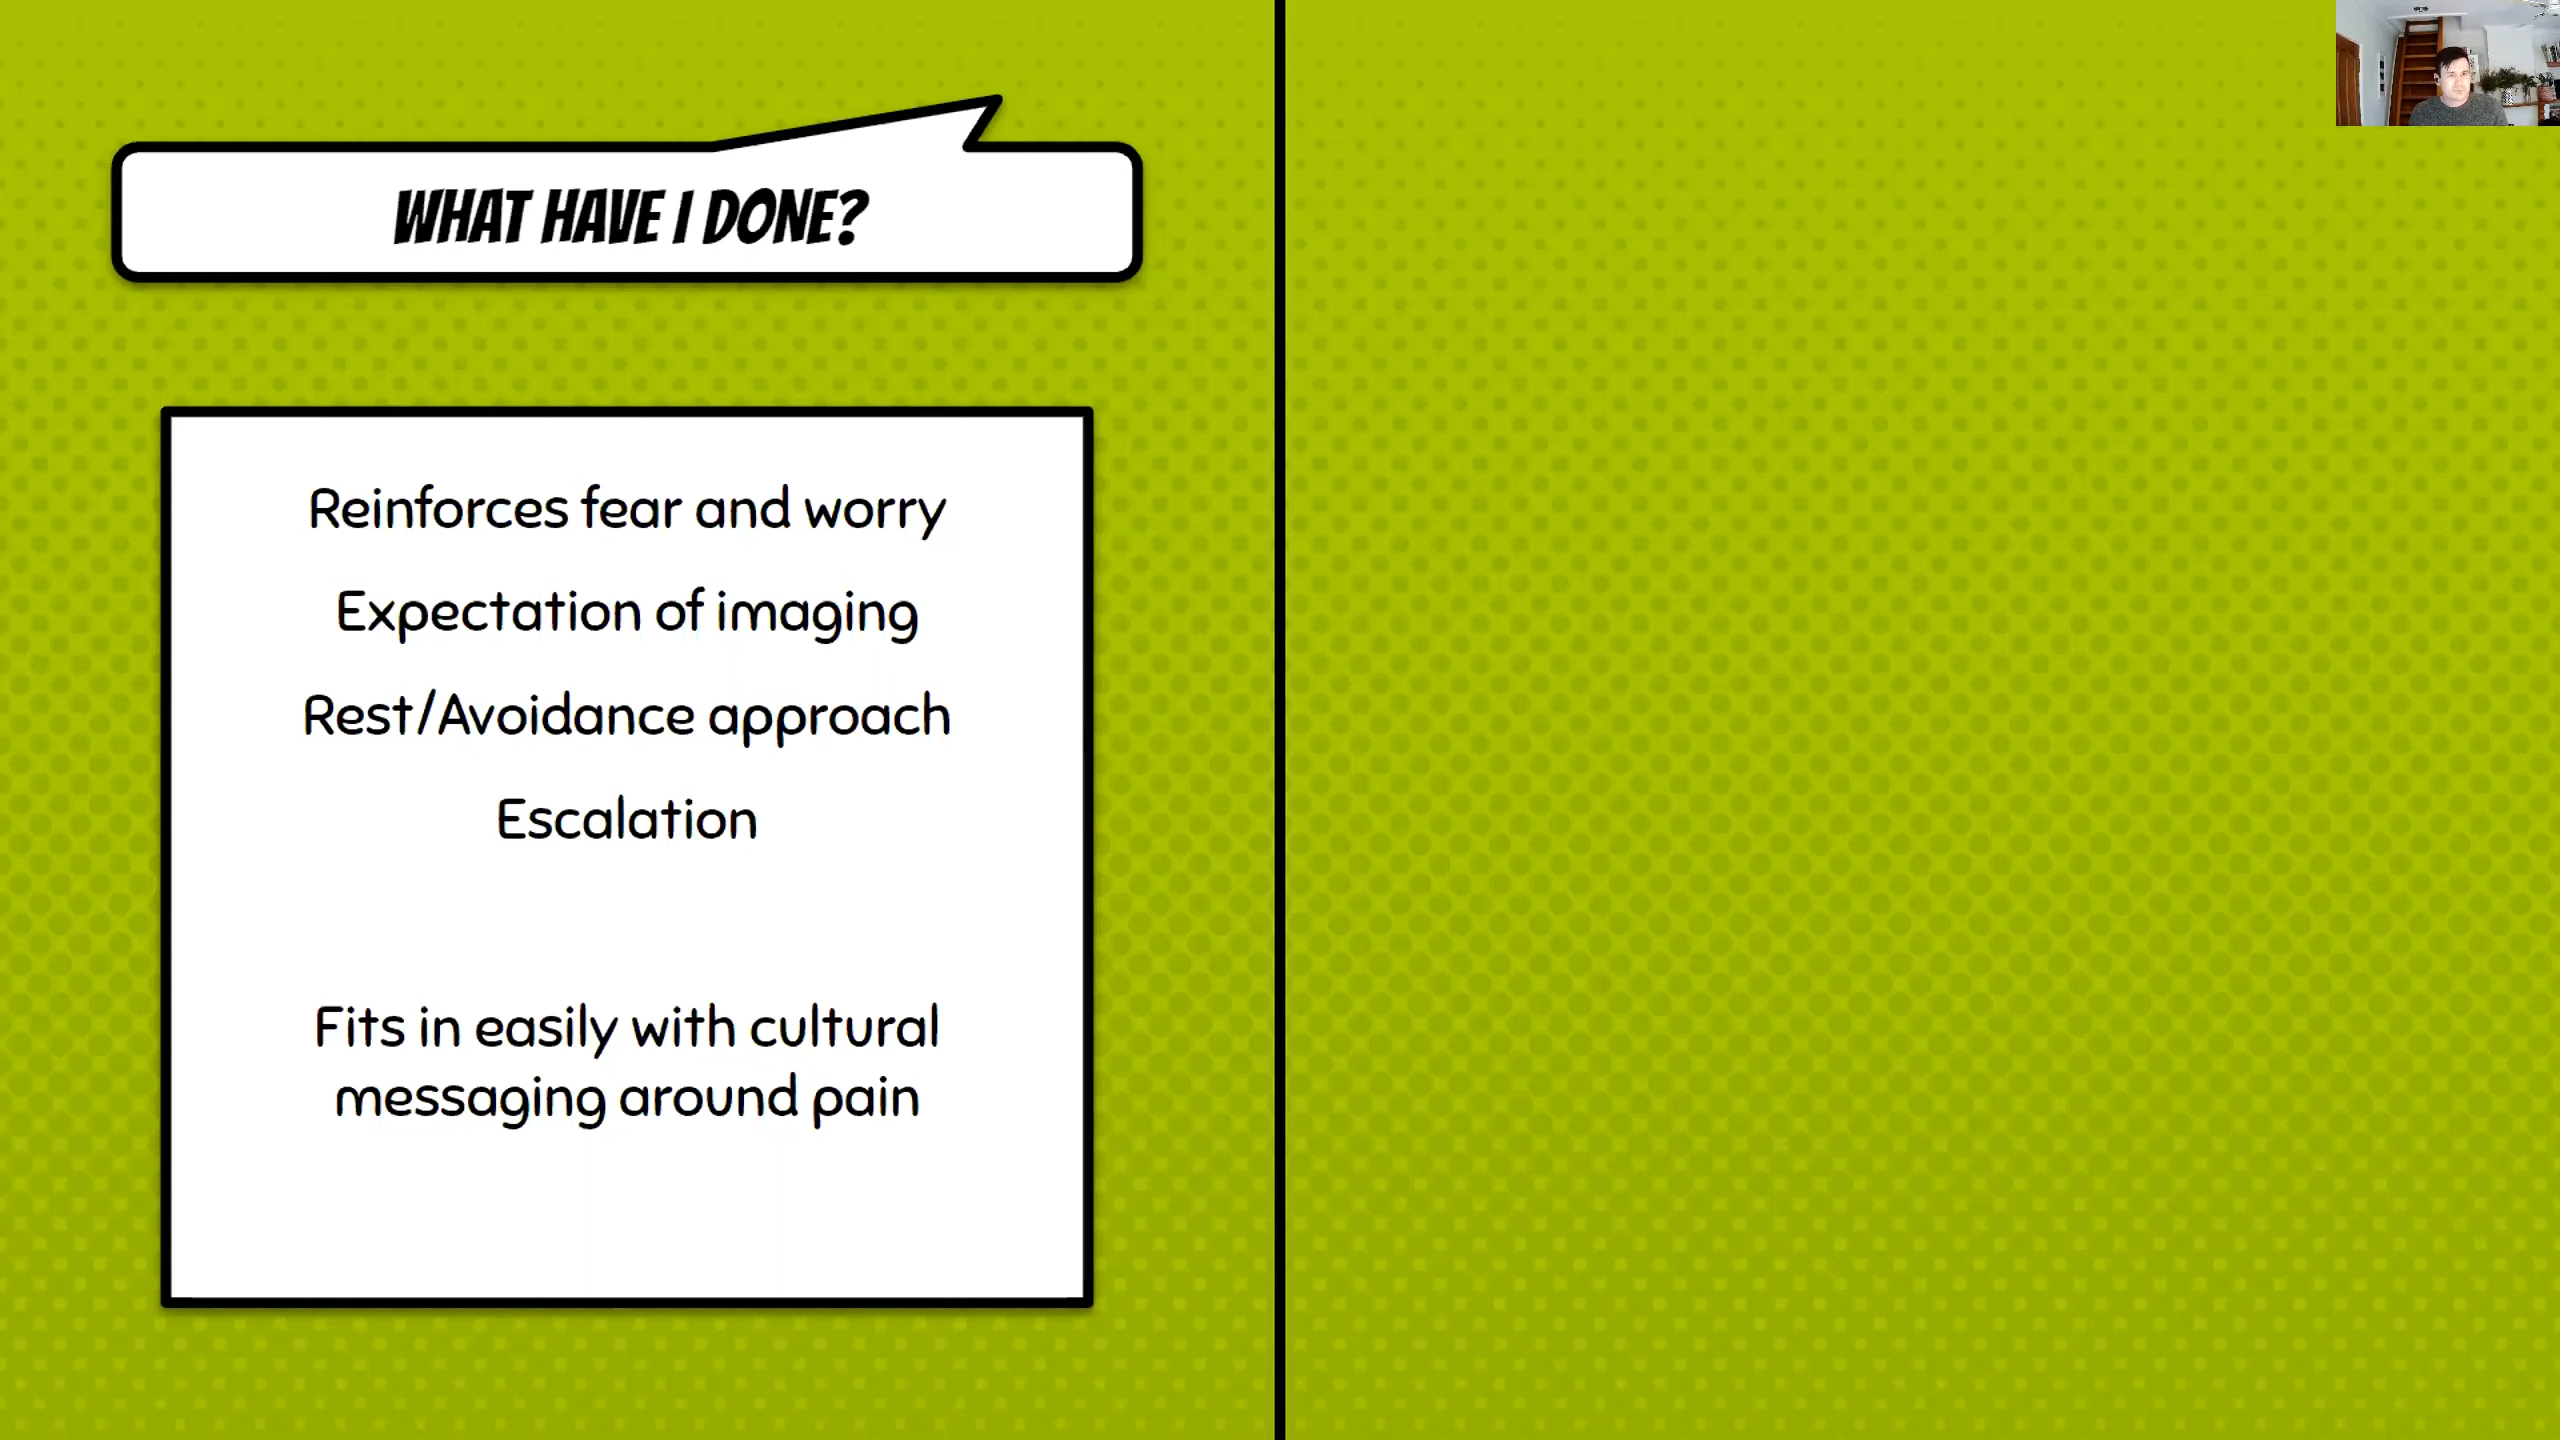 WHAT HAVE I DONE?
Reinforces fear and worry
Expectation of imaging
Rest/Avoidance approach
Escalation
Fits in easily with cultural
messaging around pain